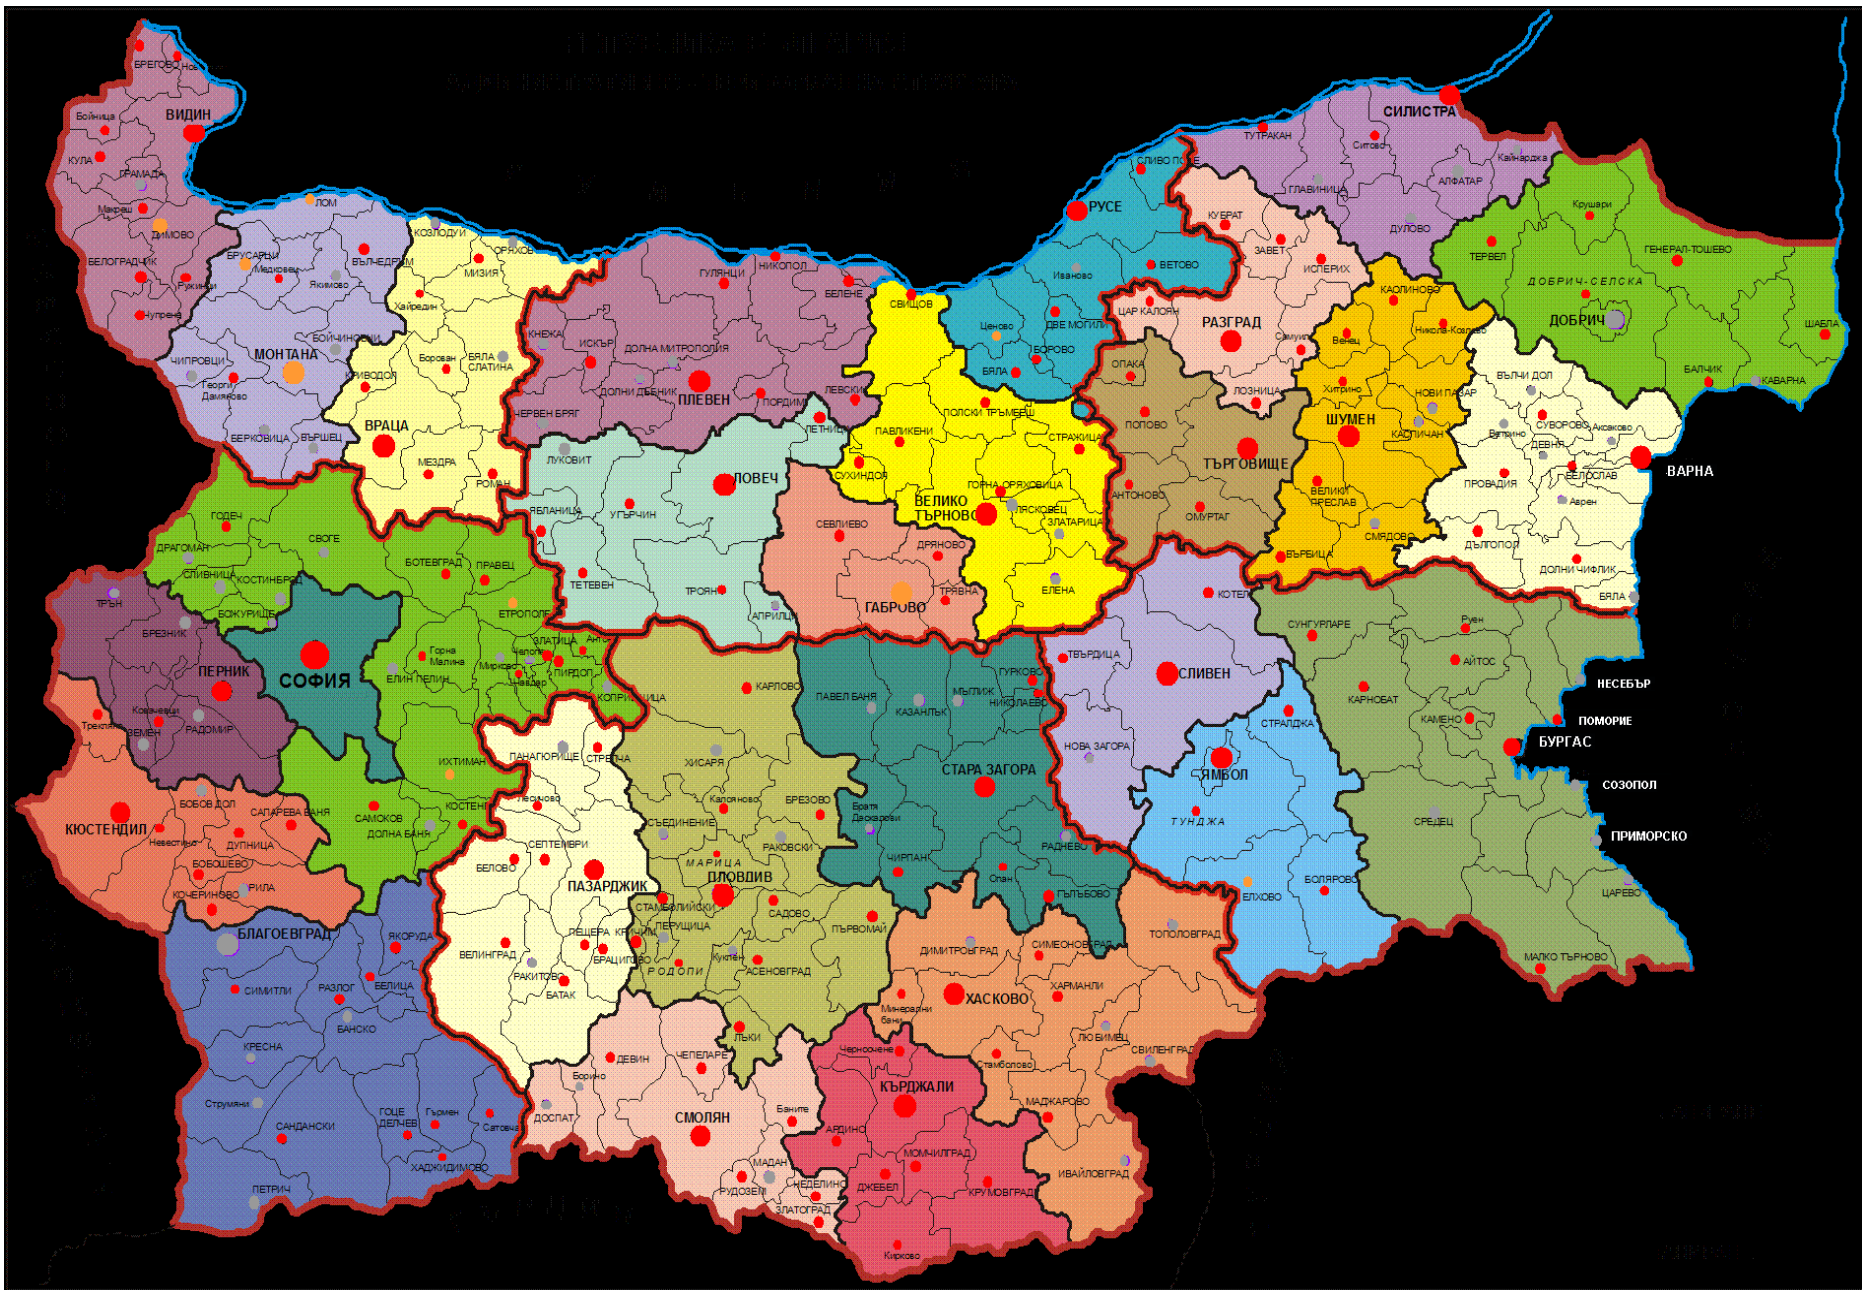 БРЕГОВО
ВИДИН
Бойница
КУЛА
ГРАМАДА
Макреш
ДИМОВО
БЕЛОГРАДЧИК
Ружинци
Чупрене
ЛОМ
БРУСАРЦИ
Медковец
ВЪЛЧЕДРЪМ
Якимово
БОЙЧИНОВЦИ
МОНТАНА
ЧИПРОВЦИ
Георги
Дамяново
БЕРКОВИЦА
ВЪРШЕЦ
КОЗЛОДУЙ
ОРЯХОВ
МИЗИЯ
Хайредин
Борован
БЯЛА
СЛАТИНА
КРИВОДОЛ
ВРАЦА
МЕЗДРА
РОМАН
ГУЛЯНЦИ
НИКОПОЛ
БЕЛЕНЕ
КНЕЖА
ИСКЪР
ДОЛНА МИТРОПОЛИЯ
ДОЛНИ ДЪБНИК
ПЛЕВЕН
ПОРДИМ
ЛЕВСКИ
ЧЕРВЕН БРЯГ
ЛУКОВИТ
ЛЕТНИЦА
ЛОВЕЧ
УГЪРЧИН
ЯБЛАНИЦА
ТЕТЕВЕН
ТРОЯН
АПРИЛЦИ
СЕВЛИЕВО
ДРЯНОВО
ГАБРОВО
ТРЯВНА
СВИЩОВ
ПОЛСКИ ТРЪМБЕШ
ПАВЛИКЕНИ
СТРАЖИЦА
СУХИНДОЛ
ГОРНА ОРЯХОВИЦА
ВЕЛИКО
ТЪРНОВО
ЛЯСКОВЕЦ
ЗЛАТАРИЦА
ЕЛЕНА
СЛИВО ПОЛЕ
РУСЕ
ВЕТОВО
Иваново
Ценово
ДВЕ МОГИЛИ
БОРОВО
БЯЛА
СИЛИСТРА
ТУТРАКАН
Ситово
Кайнарджа
ГЛАВИНИЦА
АЛФАТАР
ДУЛОВО
КУБРАТ
ЗАВЕТ
ИСПЕРИХ
ЦАР КАЛОЯН
РАЗГРАД
Самуил
ЛОЗНИЦА
Крушари
ТЕРВЕЛ
ГЕНЕРАЛ-ТОШЕВО
ДОБРИЧ-СЕЛСКА
ДОБРИЧ
ШАБЛА
БАЛЧИК
КАВАРНА
ОПАКА
ПОПОВО
ТЪРГОВИЩЕ
АНТОНОВО
ОМУРТАГ
КАОЛИНОВО
Никола-Козлево
Венец
Хитрино
НОВИ ПАЗАР
ШУМЕН
КАСПИЧАН
ВЕЛИКИ
ПРЕСЛАВ
СМЯДОВО
ВЪРБИЦА
ВЪЛЧИ ДОЛ
СУВОРОВО
Ветрино
Аксаково
ДЕВНЯ
ВАРНА
БЕЛОСЛАВ
ПРОВАДИЯ
Аврен
ДЪЛГОПОЛ
ДОЛНИ ЧИФЛИК
БЯЛА
ГОДЕЧ
ДРАГОМАН
СВОГЕ
СЛИВНИЦА
КОСТИНБРОД
БОЖУРИЩЕ
БОТЕВГРАД
ПРАВЕЦ
ЕТРОПОЛЕ
ЗЛАТИЦА
Антон
Челопеч
Мирково
ПИРДОП
Чавдар
КОПРИВЩИЦА
Горна
Малина
ЕЛИН ПЕЛИН
ИХТИМАН
КОСТЕНЕЦ
САМОКОВ
ДОЛНА БАНЯ
СОФИЯ
ТРЪН
БРЕЗНИК
ПЕРНИК
Ковачевци
РАДОМИР
ЗЕМЕН
Трекляно
БОБОВ ДОЛ
КЮСТЕНДИЛ
САПАРЕВА БАНЯ
Невестино
ДУПНИЦА
БОБОШЕВО
РИЛА
КОЧЕРИНОВО
БЛАГОЕВГРАД
ЯКОРУДА
СИМИТЛИ
РАЗЛОГ
БЕЛИЦА
БАНСКО
КРЕСНА
Струмяни
САНДАНСКИ
ГОЦЕ
ДЕЛЧЕВ
Гърмен
Сатовча
ХАДЖИДИМОВО
ПЕТРИЧ
ПАНАГЮРИЩЕ
СТРЕЛЧА
Лесичово
СЕПТЕМВРИ
БЕЛОВО
ПАЗАРДЖИК
ПЕЩЕРА
БРАЦИГОВО
ВЕЛИНГРАД
РАКИТОВО
БАТАК
КАРЛОВО
ХИСАРЯ
Калояново
БРЕЗОВО
СЪЕДИНЕНИЕ
РАКОВСКИ
МАРИЦА
ПЛОВДИВ
СТАМБОЛИЙСКИ
САДОВО
ПЕРУЩИЦА
КРИЧИМ
ПЪРВОМАЙ
Куклен
РОДОПИ
АСЕНОВГРАД
ЛЪКИ
ПАВЕЛ БАНЯ
КАЗАНЛЪК
МЪГЛИЖ
ГУРКОВО
НИКОЛАЕВО
СТАРА ЗАГОРА
Братя
Даскалови
ЧИРПАН
РАДНЕВО
Опан
ГЪЛЪБОВО
КОТЕЛ
ТВЪРДИЦА
СЛИВЕН
НОВА ЗАГОРА
СТРАЛДЖА
ЯМБОЛ
ТУНДЖА
ЕЛХОВО
БОЛЯРОВО
СУНГУРЛАРЕ
Руен
АЙТОС
КАРНОБАТ
КАМЕНО
НЕСЕБЪР
ПОМОРИЕ
БУРГАС
СОЗОПОЛ
СРЕДЕЦ
ПРИМОРСКО
ЦАРЕВО
МАЛКО ТЪРНОВО
ТОПОЛОВГРАД
ДИМИТРОВГРАД
СИМЕОНОВГРАД
ХАСКОВО
ХАРМАНЛИ
Минерални
бани
ЛЮБИМЕЦ
СВИЛЕНГРАД
Стамболово
МАДЖАРОВО
ИВАЙЛОВГРАД
ДЕВИН
ЧЕПЕЛАРЕ
Борино
ДОСПАТ
СМОЛЯН
Баните
МАДАН
РУДОЗЕМ
НЕДЕЛИНО
ЗЛАТОГРАД
Черноочене
КЪРДЖАЛИ
АРДИНО
МОМЧИЛГРАД
ДЖЕБЕЛ
КРУМОВГРАД
Кирково